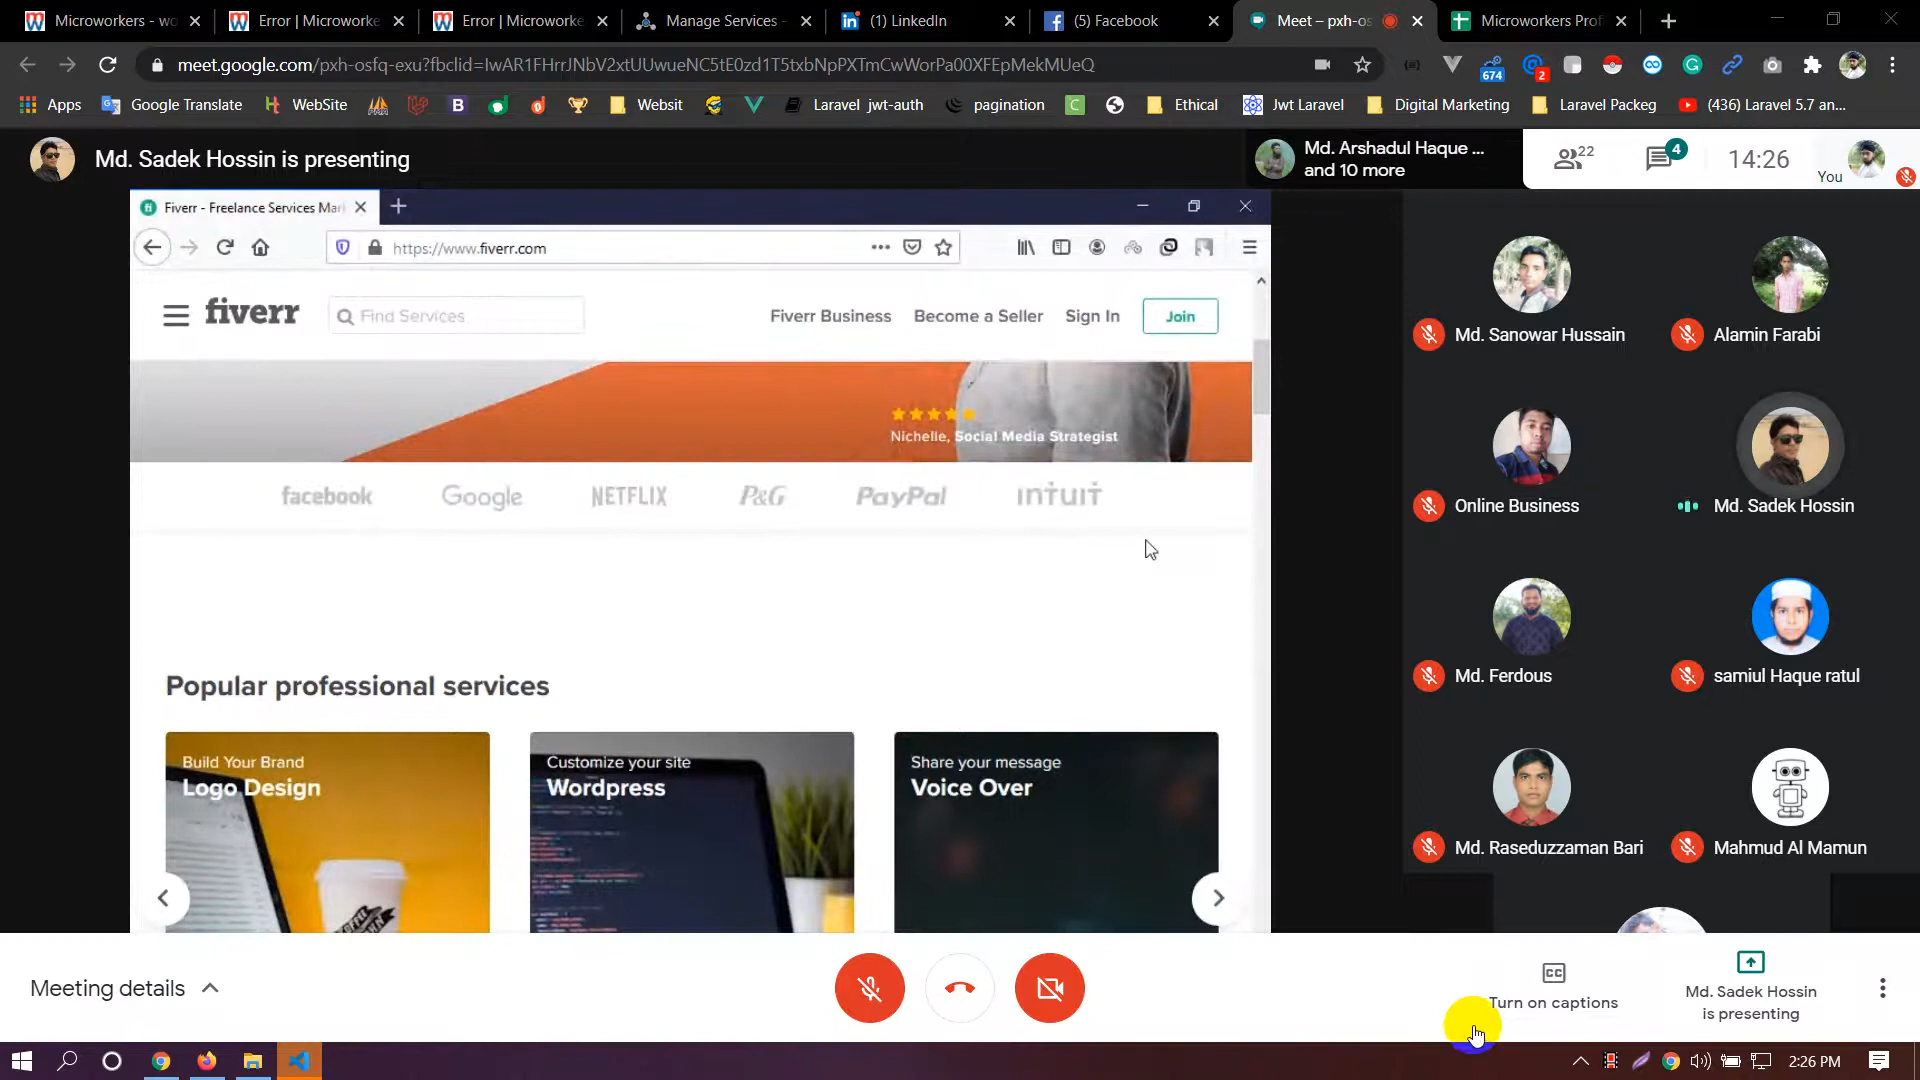 Microworkers - wo
Error | Microworke
Error | Microworke
Manage Services -
(1) LinkedIn
(5) Facebook
Meet – pxh-os
Microworkers Prof
meet.google.com/pxh-osfq-exu?fbclid=IwAR1FHrrJNbV2xtUUwueNC5tE0zd1T5txbNpPXTmCwWorPa00XFEpMekMUeQ
674
2
Apps
Google Translate
WebSite
Websit
Laravel jwt-auth
pagination
Ethical
Jwt Laravel
Digital Marketing
Laravel Packeg
(436) Laravel 5.7 an...
Md. Sadek Hossin is presenting
Md. Arshadul Haque ...
and 10 more
22
4
14:26
You
Fiverr - Freelance Services Mar
https://www.fiverr.com
fiverr
Find Services
Fiverr Business
Become a Seller
Sign In
Join
Nichelle, Social Media Strategist
facebook
Google
NETFLIX
P&G
PayPal
intuit
Popular professional services
Build Your Brand
Logo Design
Customize your site
Wordpress
Share your message
Voice Over
Md. Sanowar Hussain
Alamin Farabi
Online Business
Md. Sadek Hossin
Md. Ferdous
samiul Haque ratul
Md. Raseduzzaman Bari
Mahmud Al Mamun
Meeting details
Turn on captions
Md. Sadek Hossin
is presenting
2:26 PM